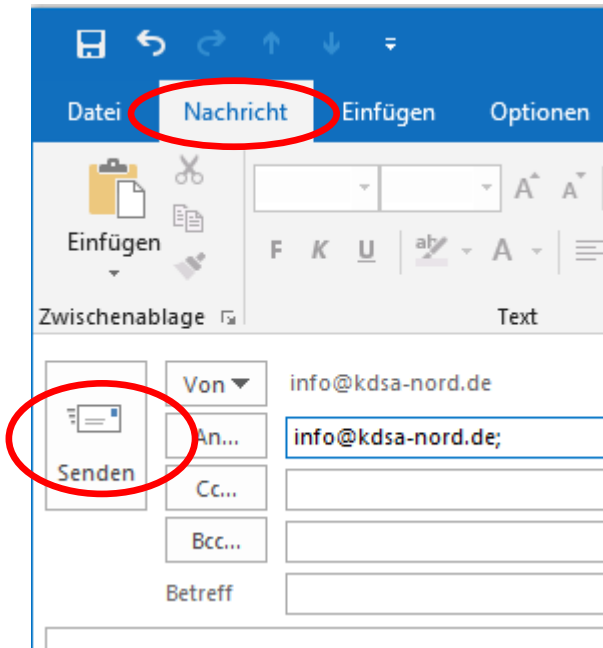 Datei Nachricht Einfügen Optionen
Einfügen
F K U ab A
A A
Zwischenablage Text
Senden
Von info@kdsa-nord.de
An... info@kdsa-nord.de;
Cc...
Bcc...
Betreff